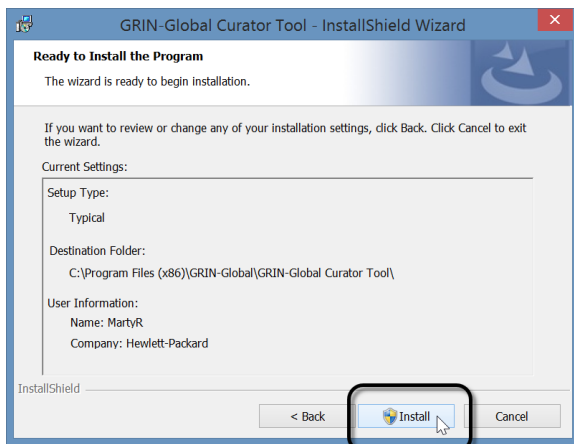 GRIN-Global Curator Tool - InstallShield Wizard
Ready to Install the Program
The wizard is ready to begin installation.
If you want to review or change any of your installation settings, click Back. Click Cancel to exit
the wizard.
Current Settings:
Setup Type:
Typical
Destination Folder:
C:\Program Files (x86)\GRIN-Global\GRIN-Global Curator Tool\
User Information:
Name: MartyR
Company: Hewlett-Packard
InstallShield
< Back Install Cancel